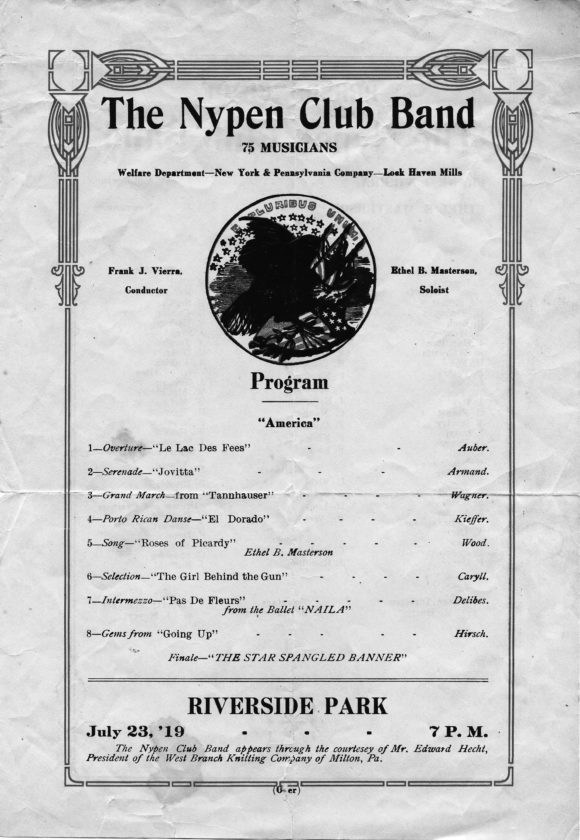 The Nypen Club Band
75 MUSICIANS
Welfare Department—New York & Pennsylvania Company—Lock Haven Mills
E PLURIBUS UNUM
Frank J. Vierra, Ethel B. Masterson,
Conductor Soloist
Program
"America"
1—Overture—"Le Lac Des Fees" - - Auber.
2—Serenade—"Jovitta" - - - Armand.
3—Grand March—from "Tannhauser" - - - - Wagner.
4—Porto Rican Danse—"El Dorado" - - - - Kieffer.
5—Song—"Roses of Picardy" - - - - - Wood.
Ethel B. Masterson
6—Selection—"The Girl Behind the Gun" - - - - Caryll.
7—Intermezzo—"Pas De Fleurs" - - - - - Delibes.
from the Ballet "NAILA"
8—Gems from "Going Up" - - - - - Hirsch.
Finale—"THE STAR SPANGLED BANNER"
RIVERSIDE PARK
July 23, '19 - - - 7 P. M.
The Nypen Club Band appears through the courtesey of Mr. Edward Hecht,
President of the West Branch Knitting Company of Milton, Pa.
(Over)